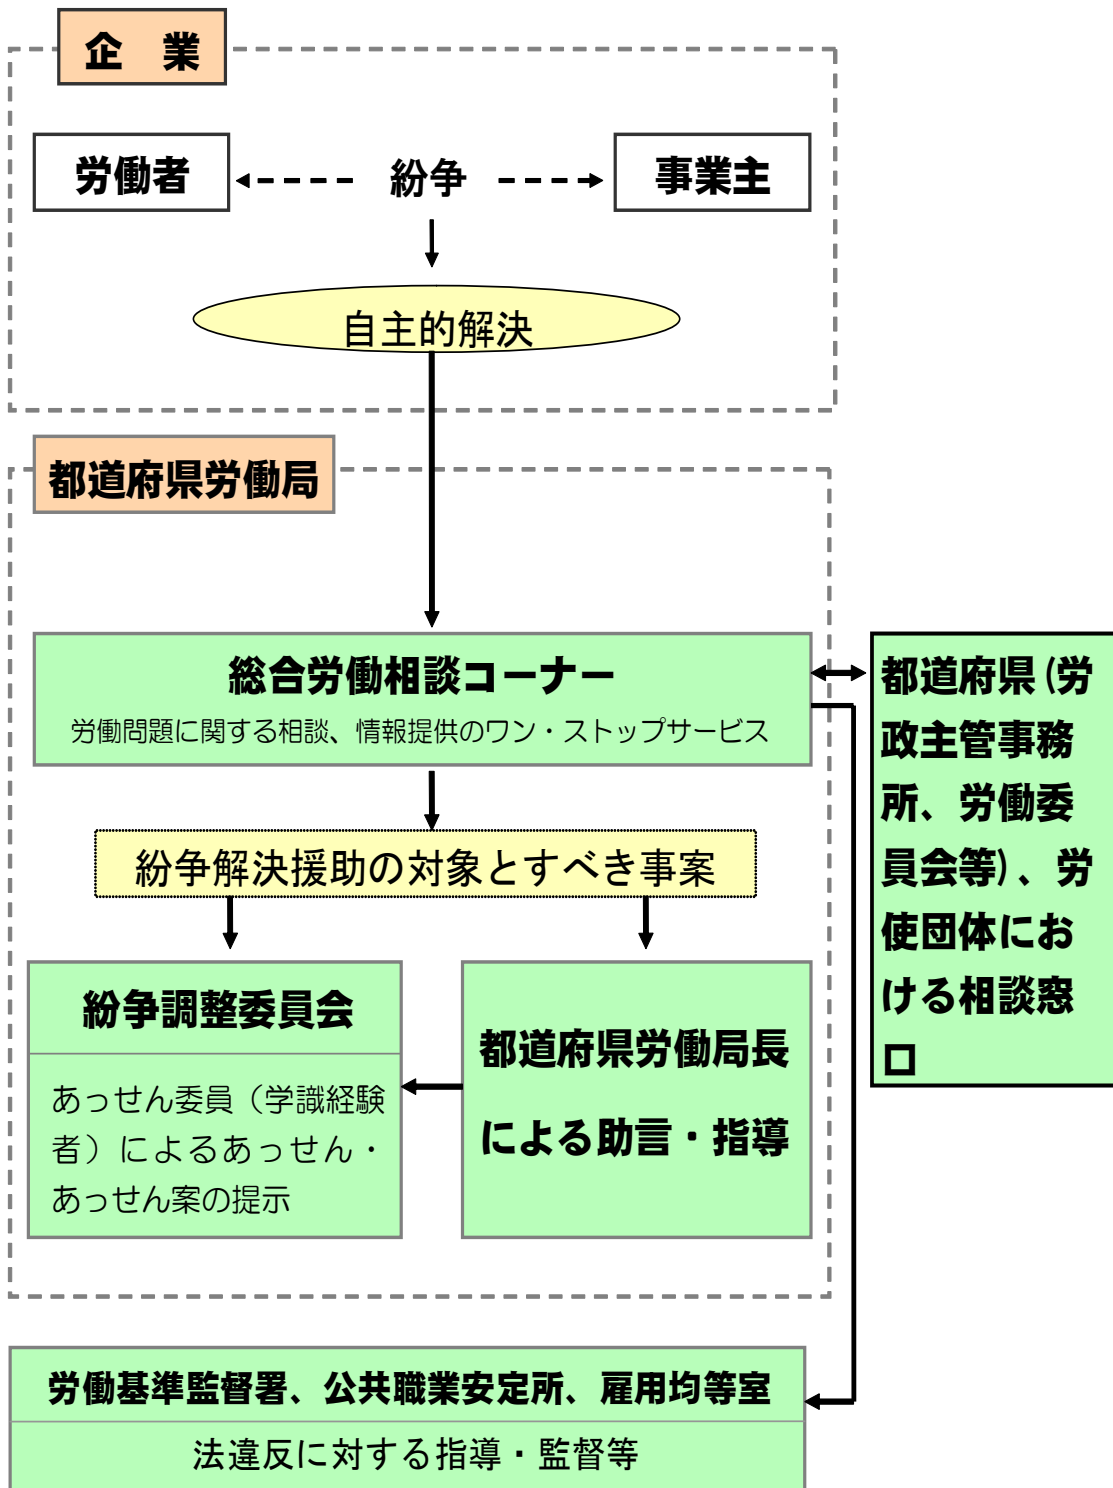 企　業
労働者
紛争
事業主
自主的解決
都道府県労働局
総合労働相談コーナー
労働問題に関する相談、情報提供のワン・ストップサービス
都道府県（労
政主管事務
所、労働委
員会等）、労
使団体にお
ける相談窓
口
紛争解決援助の対象とすべき事案
紛争調整委員会
あっせん委員（学識経験
者）によるあっせん・
あっせん案の提示
都道府県労働局長
による助言・指導
労働基準監督署、公共職業安定所、雇用均等室
法違反に対する指導・監督等